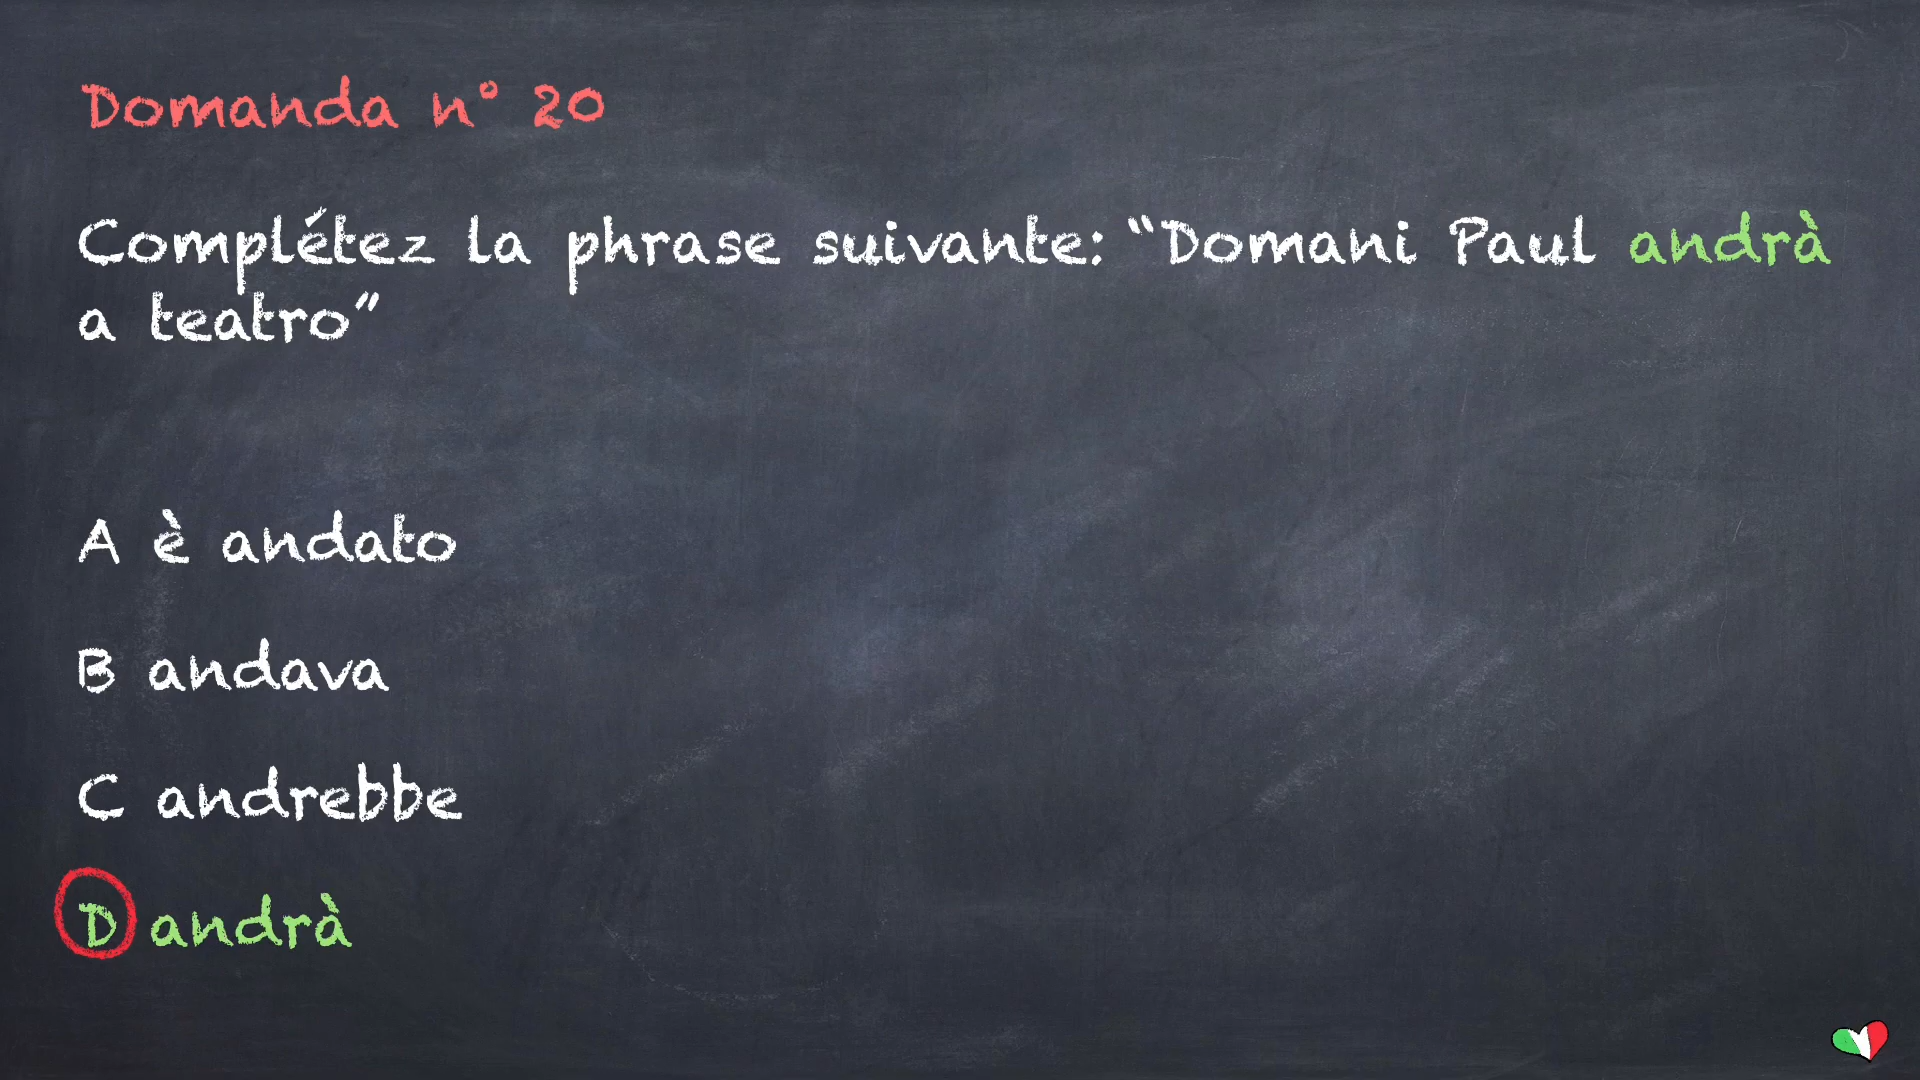 Domanda n° 20
Complétez la phrase suivante: “Domani Paul andrà
a teatro”
A è andato
B andava
C andrebbe
D andrà